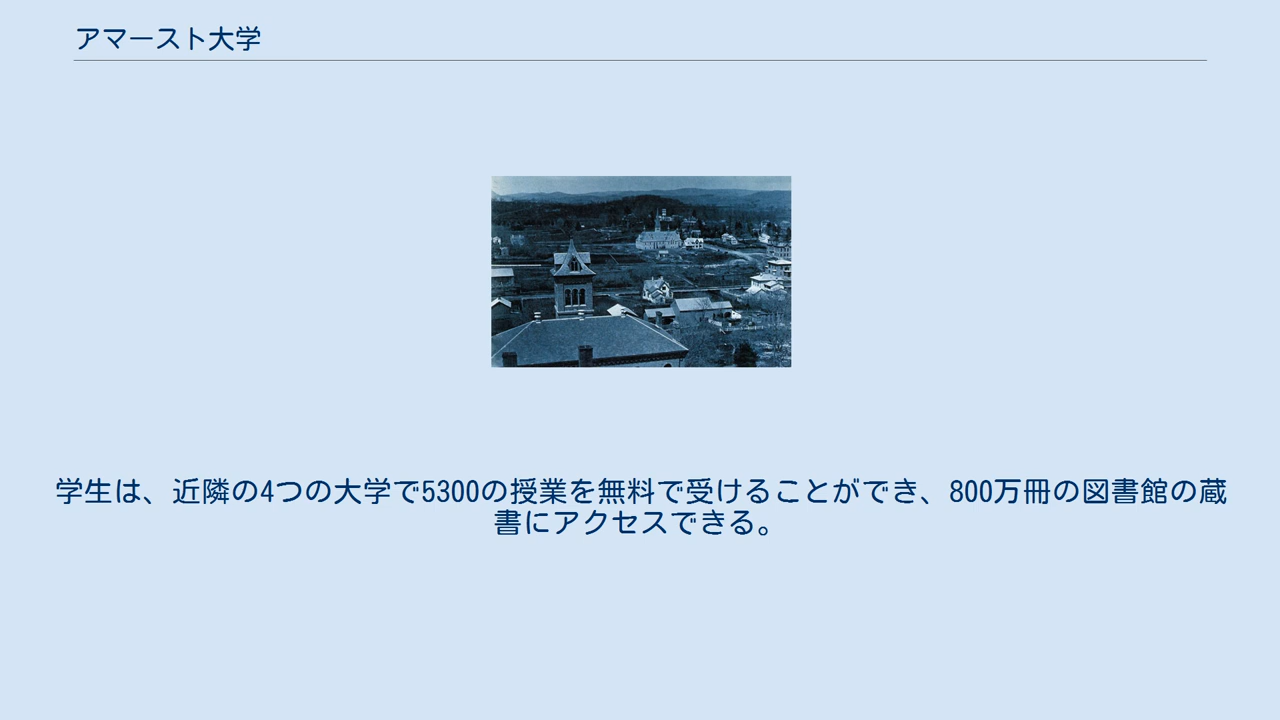 アマースト大学
学生は、近隣の4つの大学で5300の授業を無料で受けることができ、800万冊の図書館の蔵
書にアクセスできる。